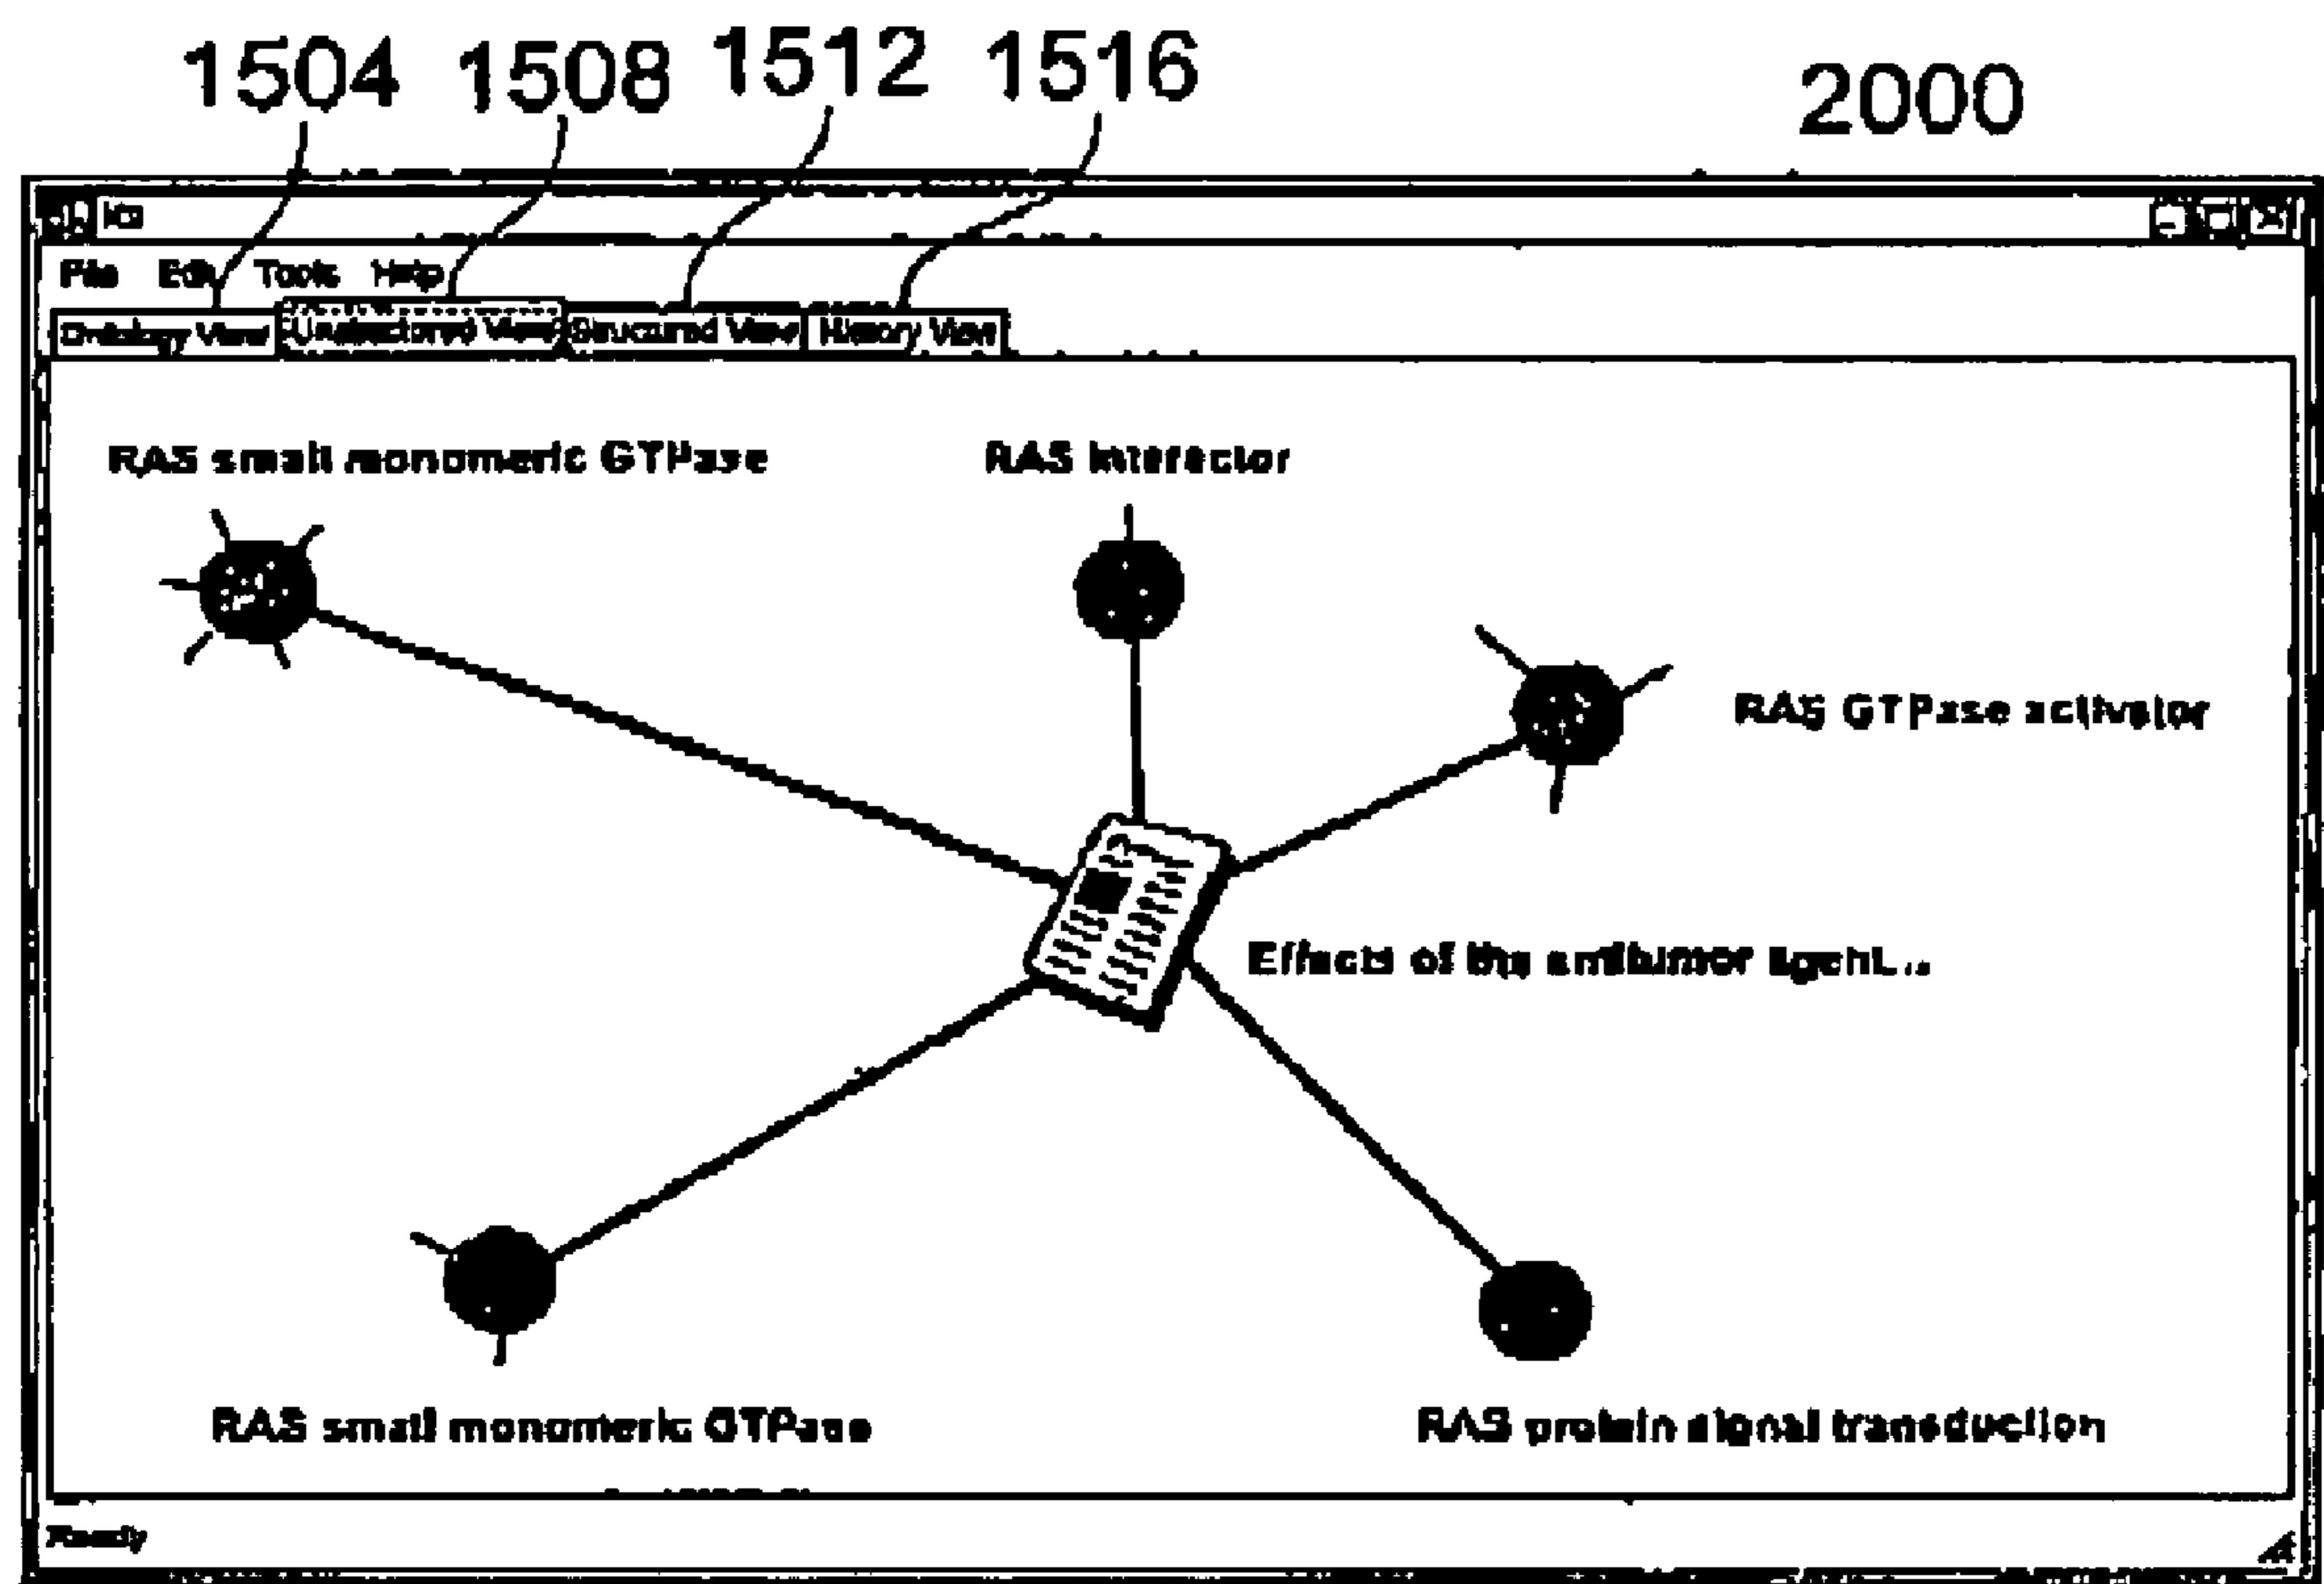 1504 1508 1512 1516 2000
File Edit Tools Help
Ontology View Unstructured View Structured View History View
RAS small monomeric GTPase RAS interactor
RAS GTPase activator
Effects of the antitumor agent...
RAS small monomeric GTPase RAS protein signal transduction
Ready